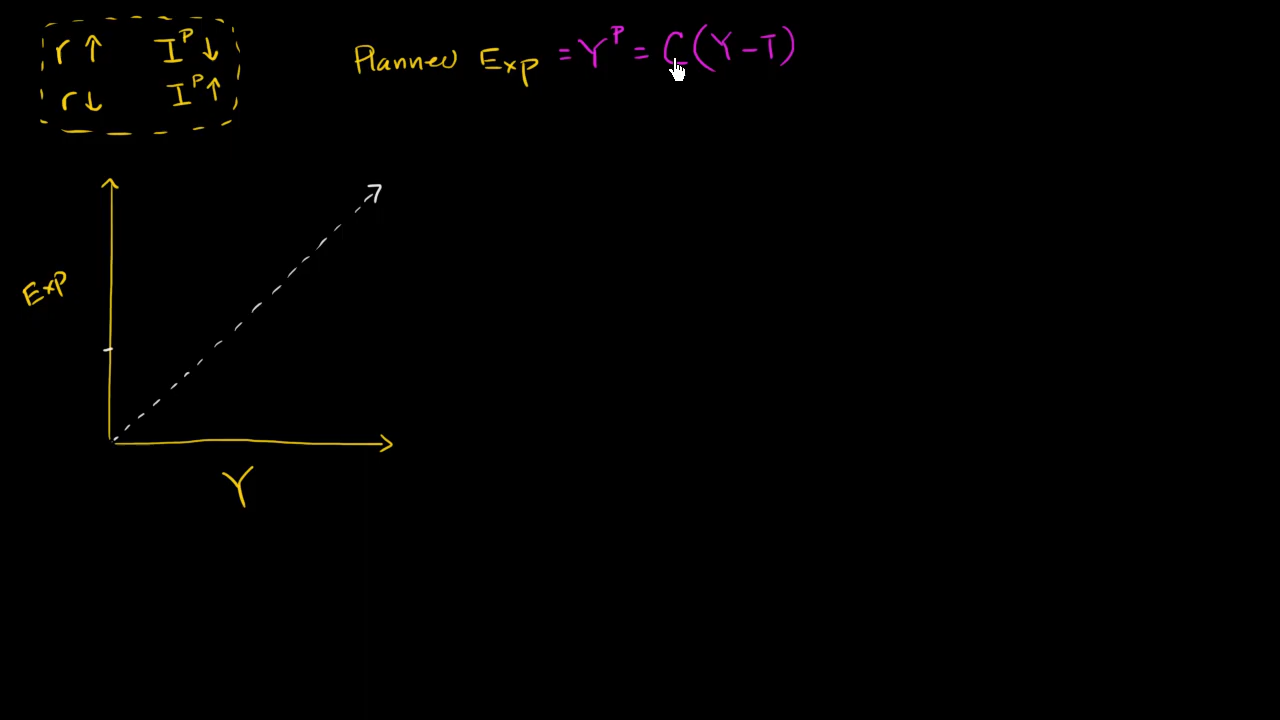 r ↑ I^P ↓
r ↓ I^P ↑
Planned Exp = Y^P = C(Y-T)
Exp
Y